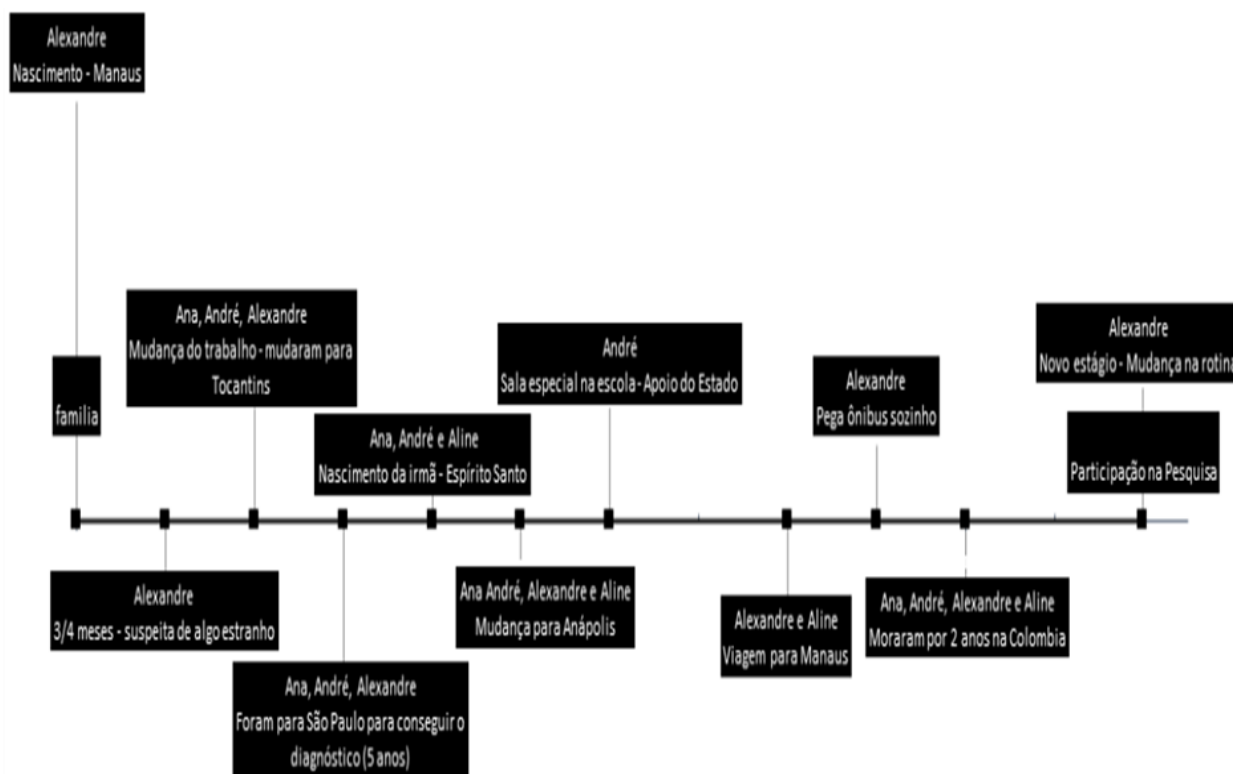 Alexandre
Nascimento - Manaus
familia
Alexandre
3/4 meses - suspeita de algo estranho
Ana, André, Alexandre
Mudança do trabalho - mudaram para
Tocantins
Ana, André, Alexandre
Foram para São Paulo para conseguir o
diagnóstico (5 anos)
Ana, André e Aline
Nascimento da irmã - Espírito Santo
Ana André, Alexandre e Aline
Mudança para Anápolis
André
Sala especial na escola - Apoio do Estado
Alexandre e Aline
Viagem para Manaus
Alexandre
Pega ônibus sozinho
Ana, André, Alexandre e Aline
Moraram por 2 anos na Colombia
Alexandre
Novo estágio - Mudança na rotina
Participação na Pesquisa